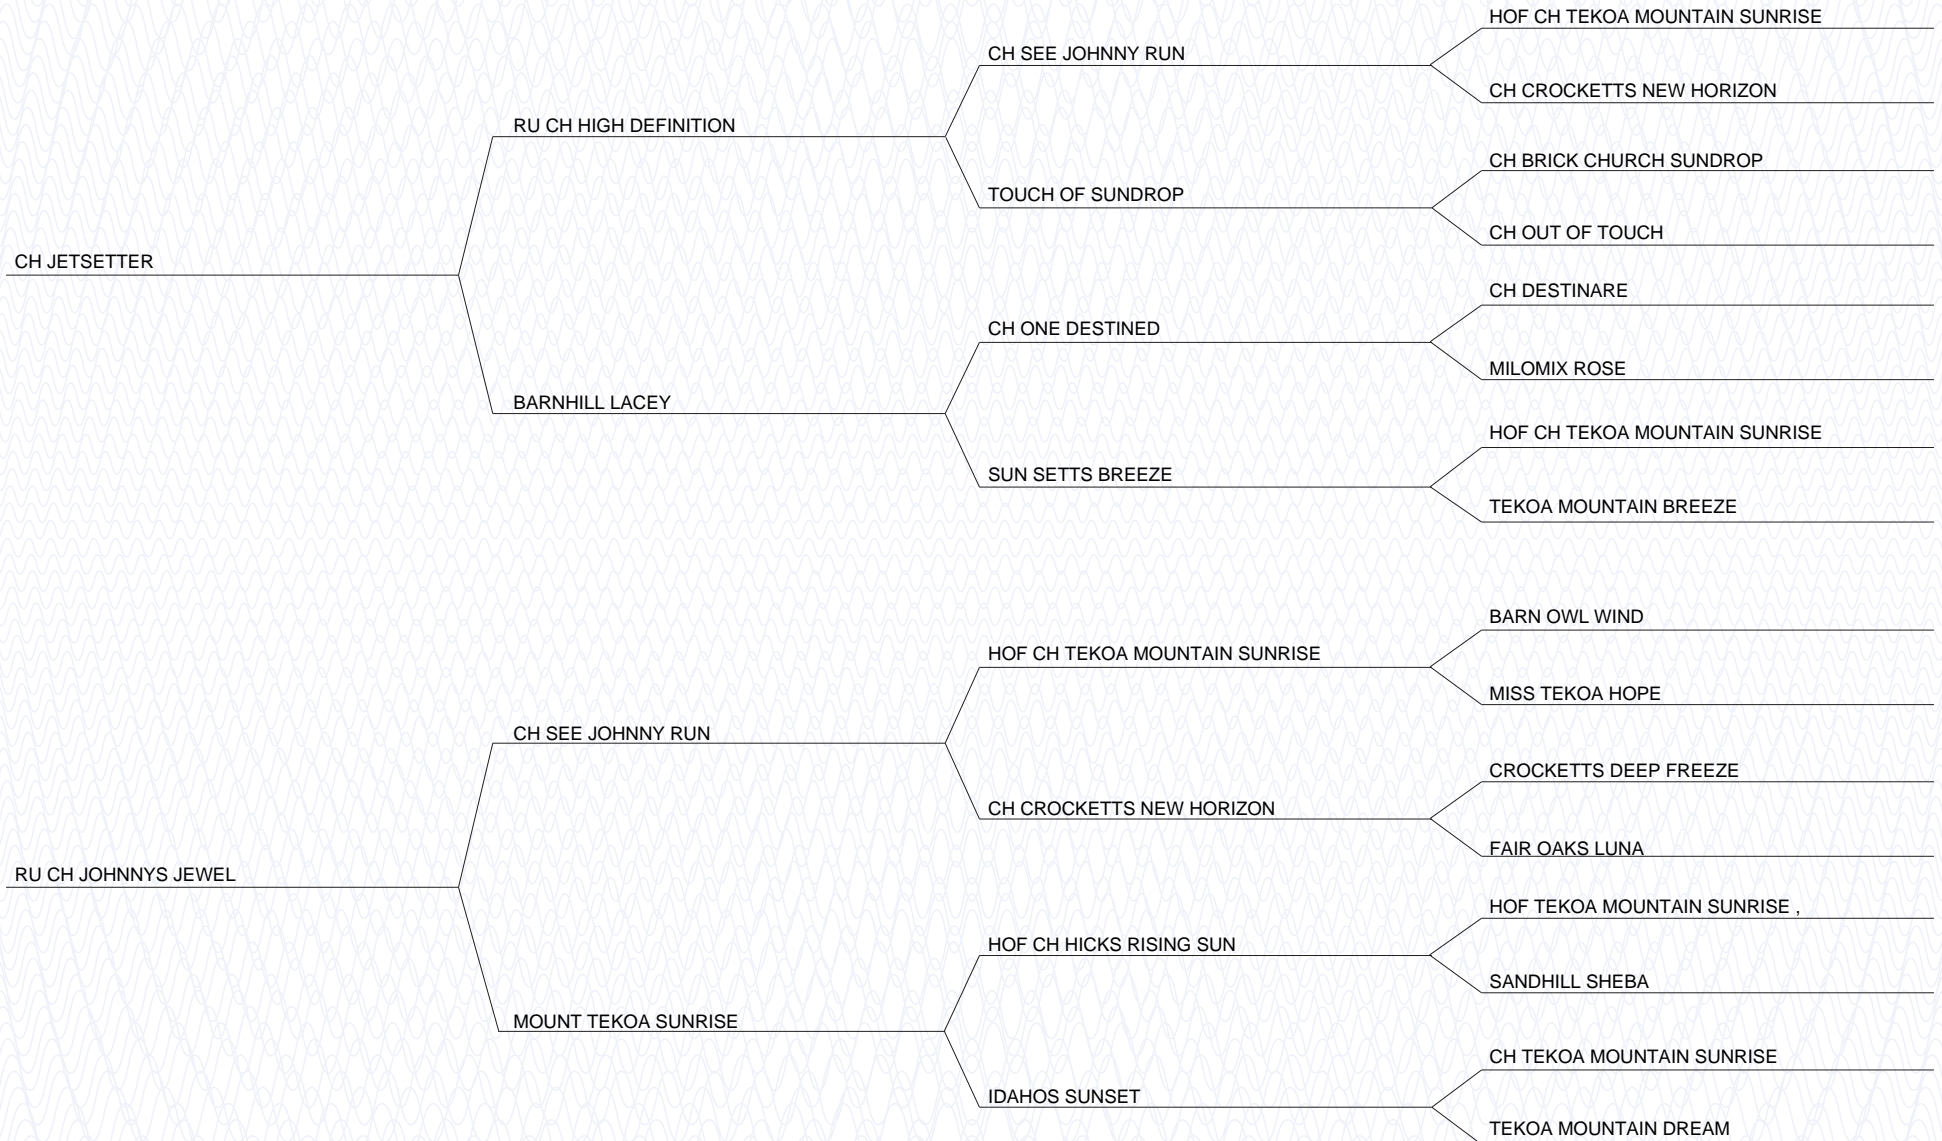 HOF CH TEKOA MOUNTAIN SUNRISE
CH SEE JOHNNY RUN
CH CROCKETTS NEW HORIZON
RU CH HIGH DEFINITION
CH BRICK CHURCH SUNDROP
TOUCH OF SUNDROP
CH OUT OF TOUCH
CH JETSETTER
CH DESTINARE
CH ONE DESTINED
MILOMIX ROSE
BARNHILL LACEY
HOF CH TEKOA MOUNTAIN SUNRISE
SUN SETTS BREEZE
TEKOA MOUNTAIN BREEZE
BARN OWL WIND
HOF CH TEKOA MOUNTAIN SUNRISE
MISS TEKOA HOPE
CH SEE JOHNNY RUN
CROCKETTS DEEP FREEZE
CH CROCKETTS NEW HORIZON
FAIR OAKS LUNA
RU CH JOHNNYS JEWEL
HOF TEKOA MOUNTAIN SUNRISE ,
HOF CH HICKS RISING SUN
SANDHILL SHEBA
MOUNT TEKOA SUNRISE
CH TEKOA MOUNTAIN SUNRISE
IDAHOS SUNSET
TEKOA MOUNTAIN DREAM